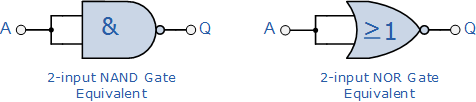 A & Q
A ≥1 Q
2-input NAND Gate
Equivalent
2-input NOR Gate
Equivalent